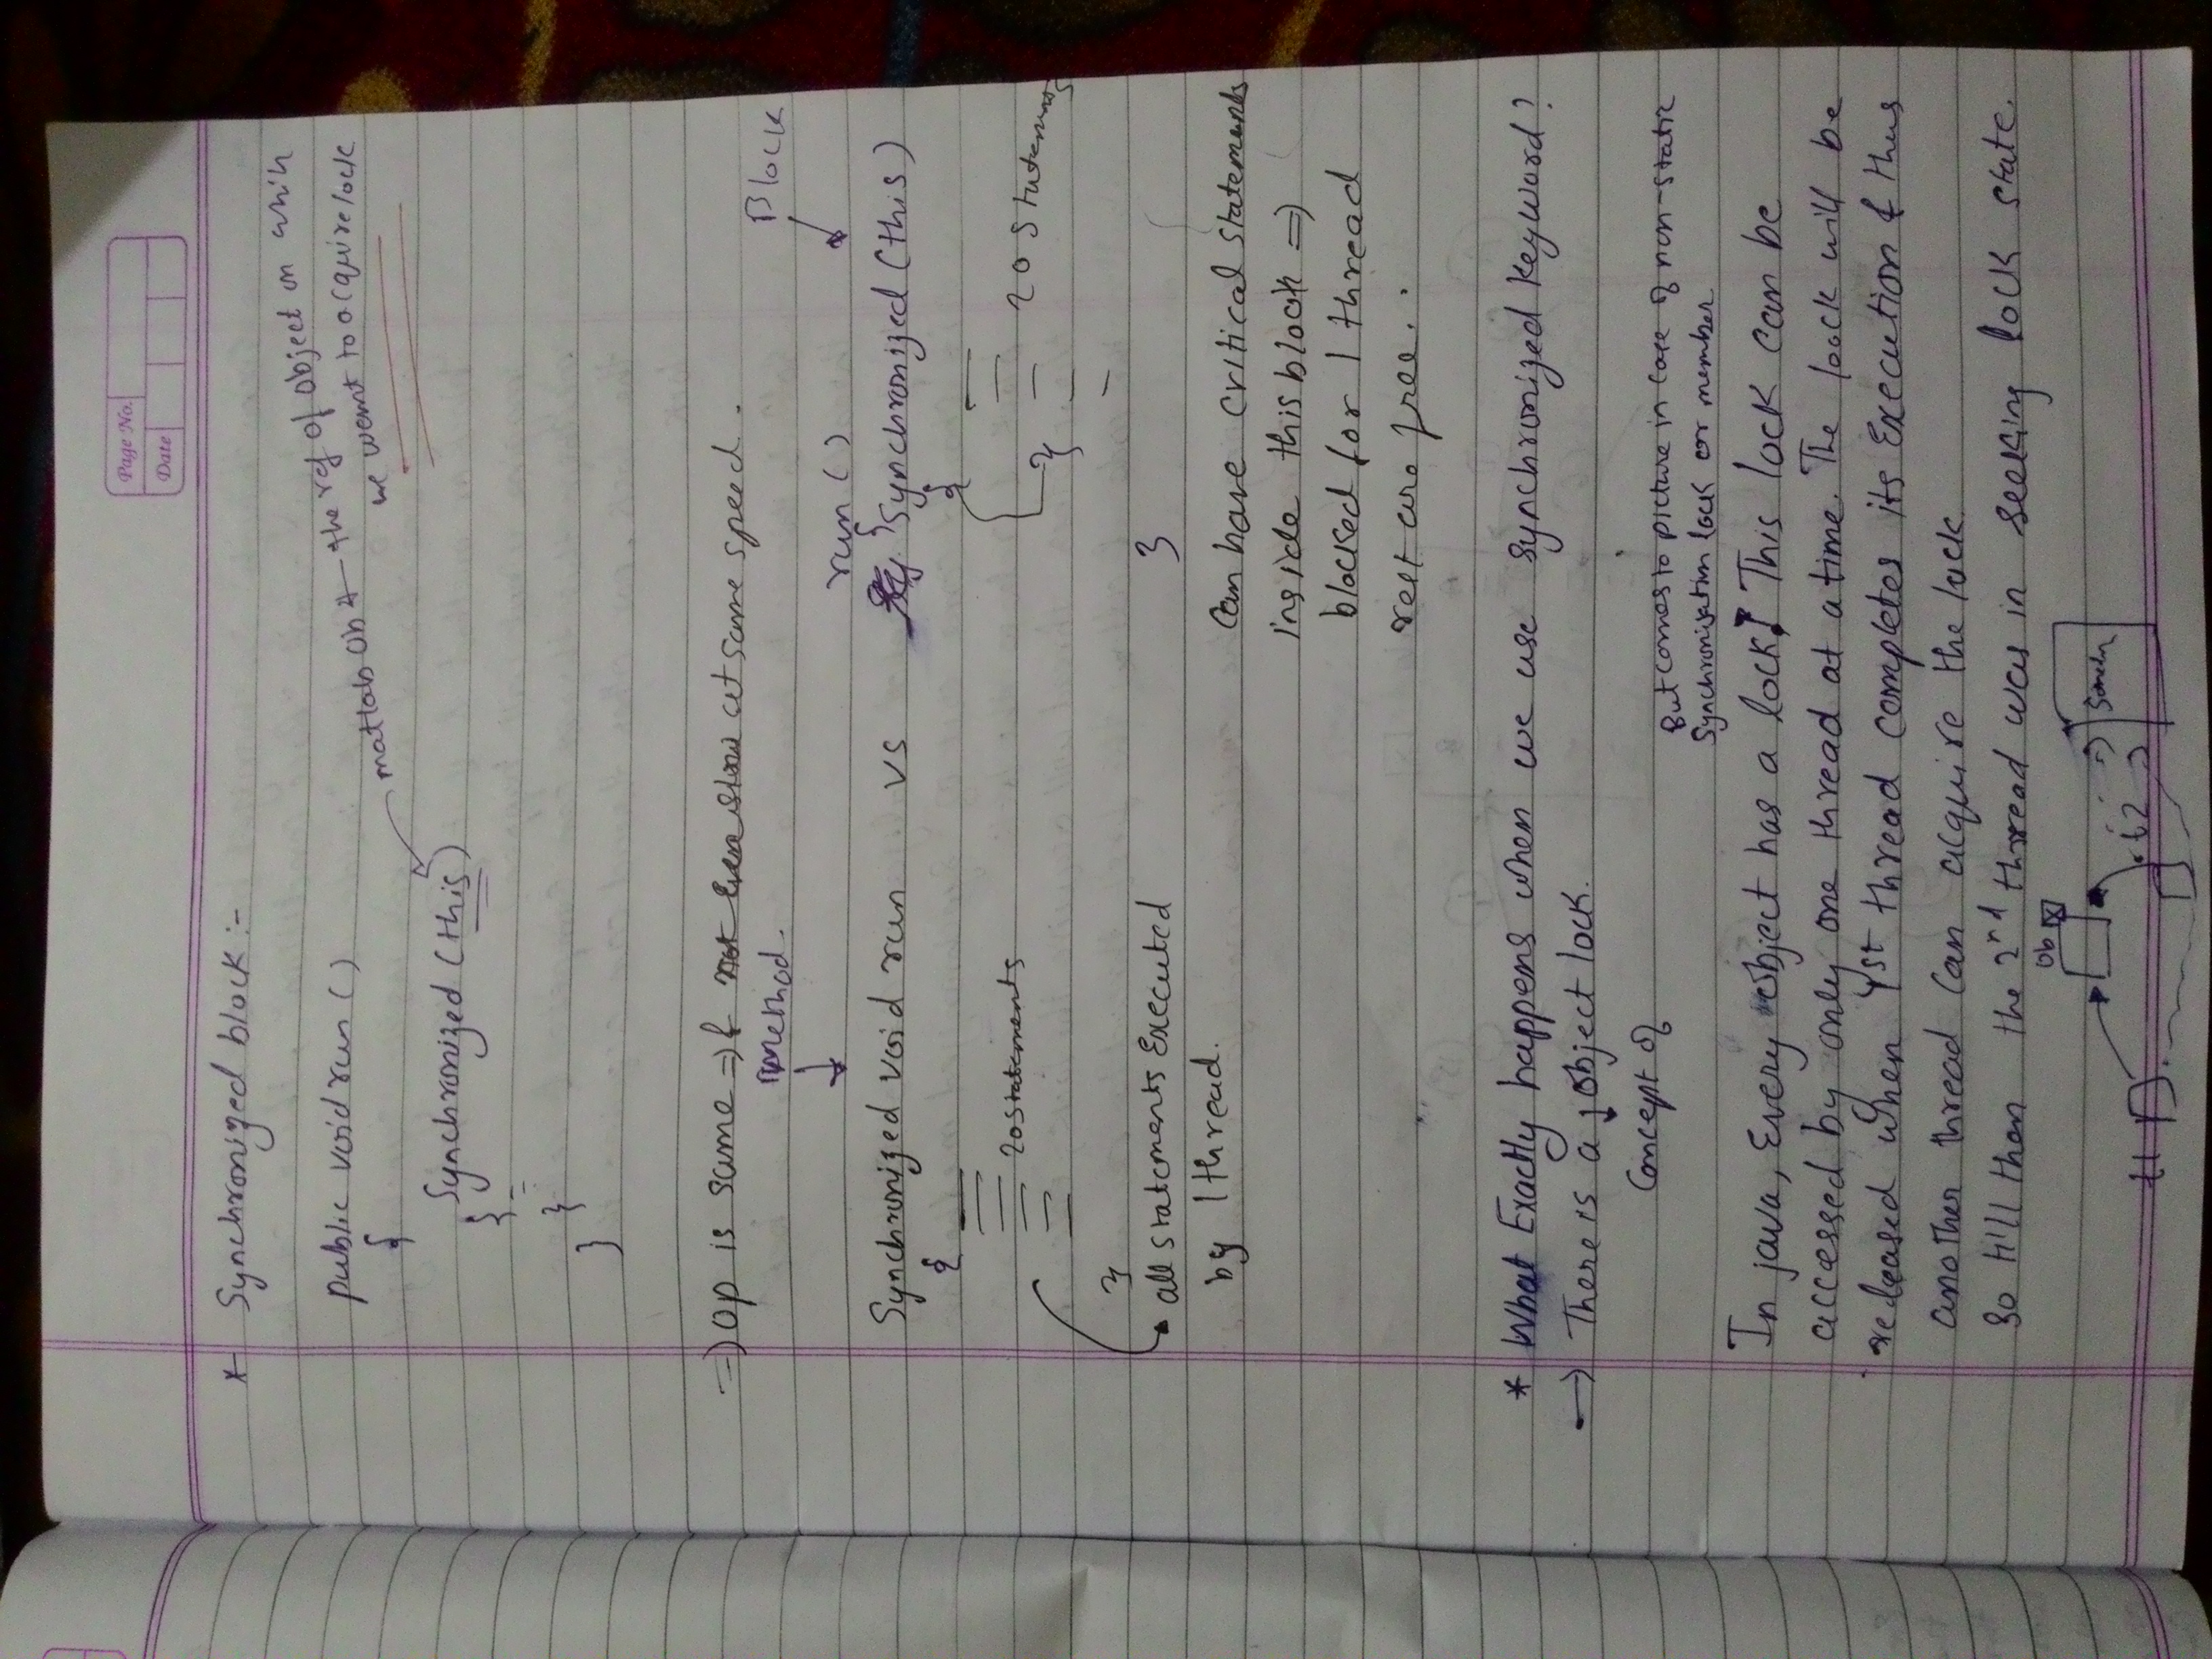 Page No.
Date
* Synchronized block :-
public void run ()
matlab Ob the ref of object on which
we want to acquire lock
{
Synchronized (this)
{
}
}
=> op is same => & not Even slow at same speed.
method.
Block
run ()
Synchronized void run vs { Synchronized (this)
{
{
20 statements
20 Statements
}
}
all statements Executed
}
by 1 thread.
Can have critical statements
inside this block =>
blocked for 1 thread
rest are free.
* What Exactly happens when we use synchronized keyword?
-> There is a object lock.
Concept of
But comes to picture in case of non-static
Synchronisation lock or member
In java, Every object has a lock! This lock can be
accessed by only one thread at a time. The loock will be
released when 1st thread completes its Execution & thus
another thread can acquire the lock.
So till then the 2nd thread was in seeking lock state.
Ob
t1
t2